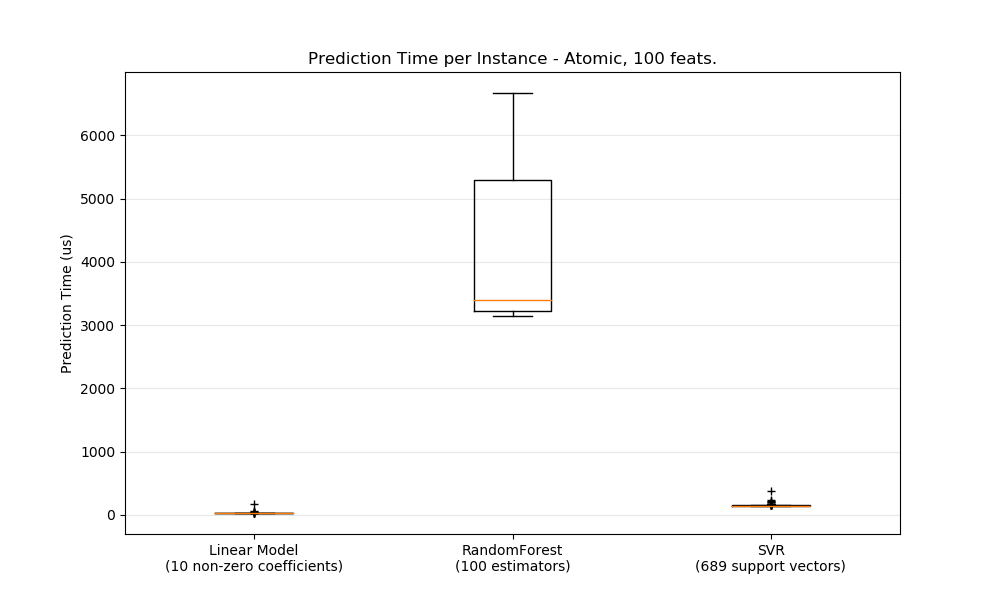 Prediction Time per Instance - Atomic, 100 feats.
Prediction Time (us)
6000
5000
4000
3000
2000
1000
0
Linear Model
(10 non-zero coefficients)
RandomForest
(100 estimators)
SVR
(689 support vectors)